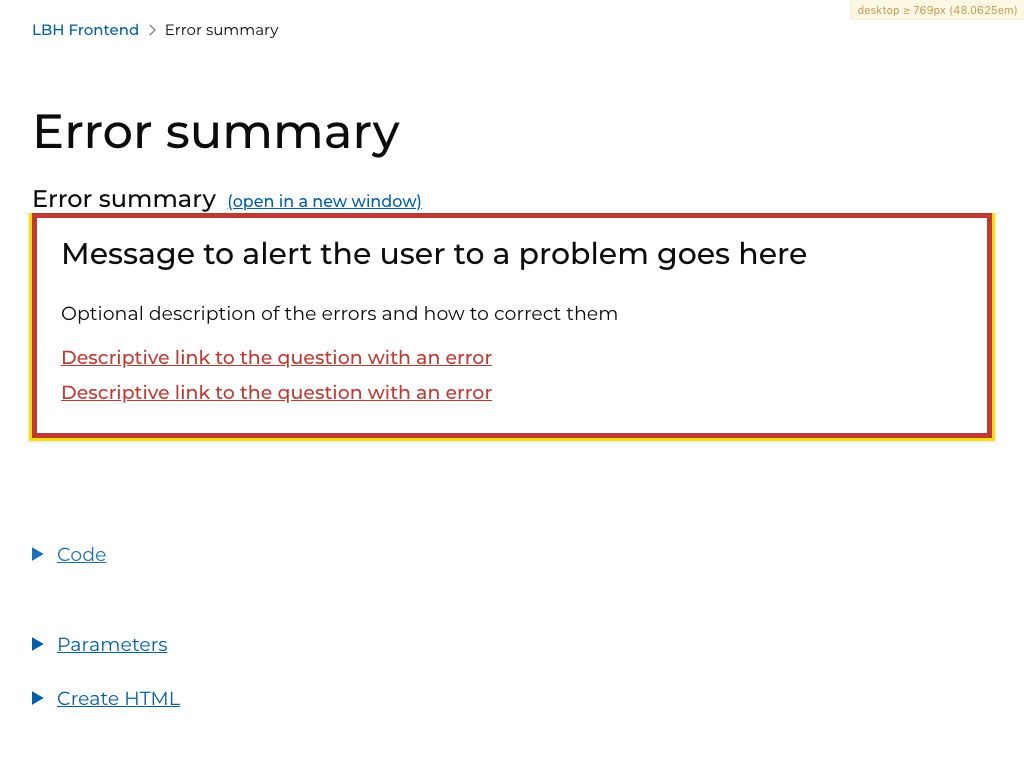 desktop ≥ 769px (48.0625em)
LBH Frontend Error summary
Error summary
Error summary (open in a new window)
Message to alert the user to a problem goes here
Optional description of the errors and how to correct them
Descriptive link to the question with an error
Descriptive link to the question with an error
Code
Parameters
Create HTML